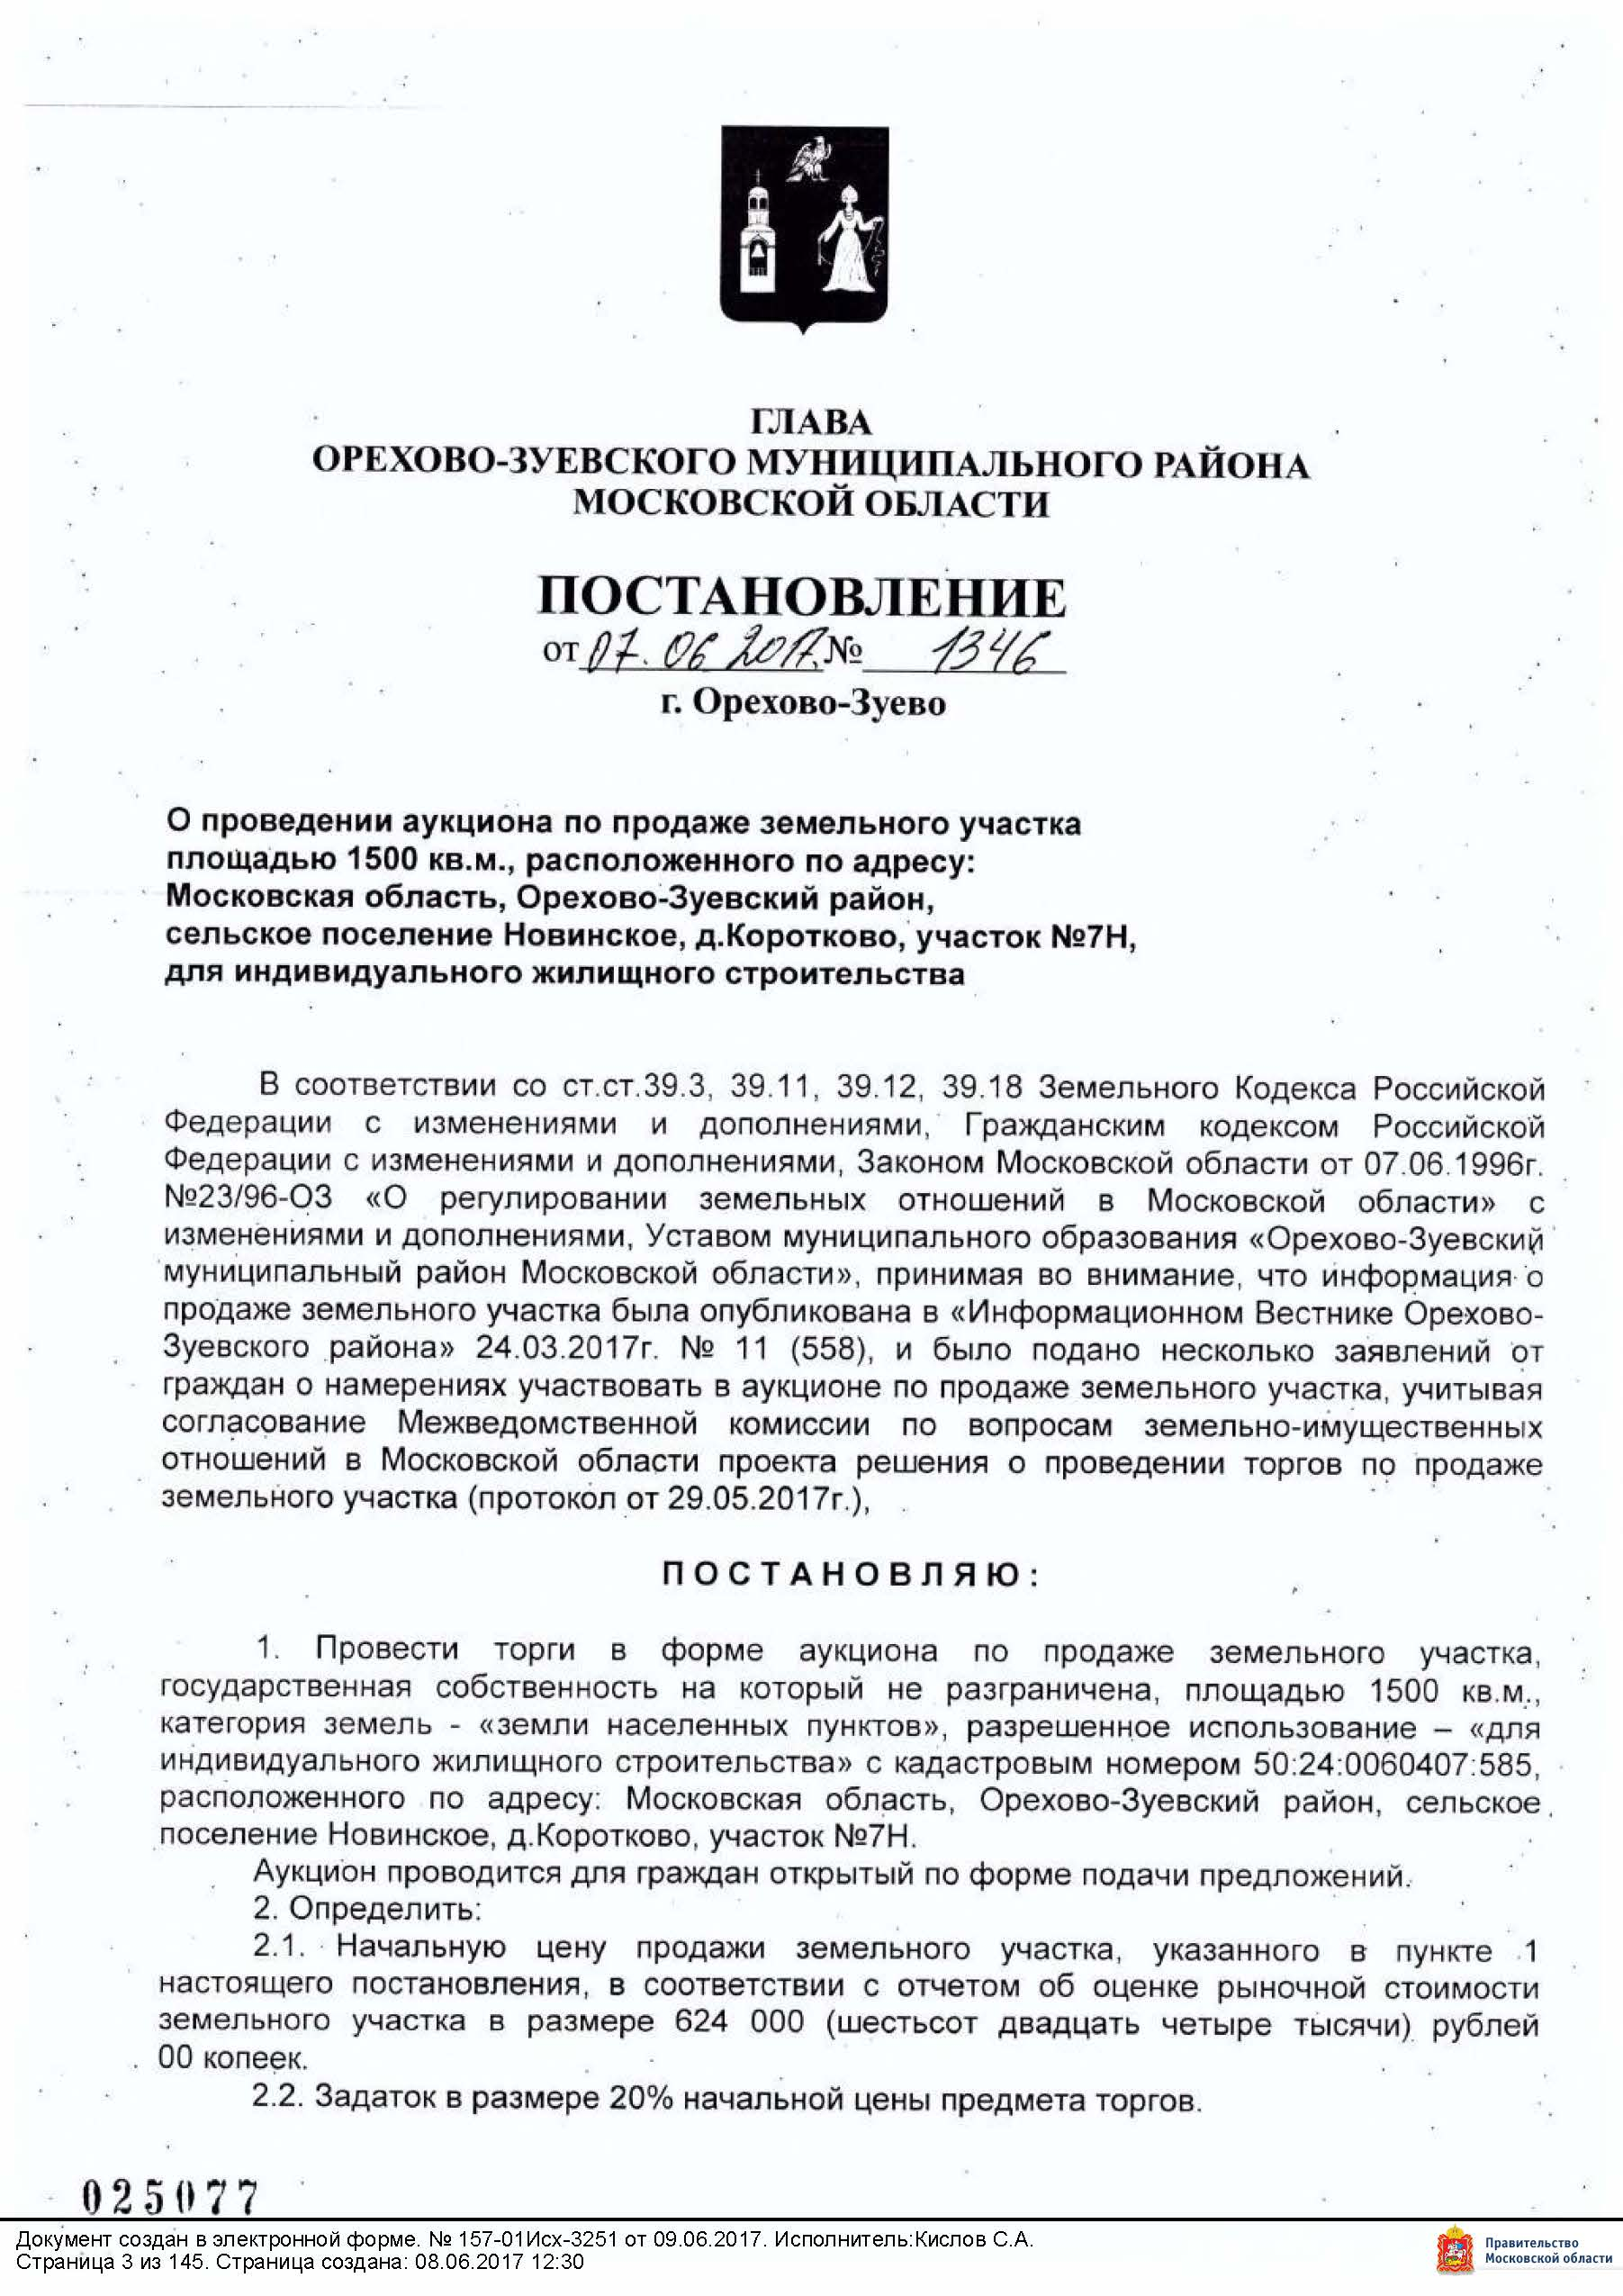 ГЛАВА
ОРЕХОВО-ЗУЕВСКОГО МУНИЦИПАЛЬНОГО РАЙОНА
МОСКОВСКОЙ ОБЛАСТИ
ПОСТАНОВЛЕНИЕ
от 07.06 2017 № 1346
г. Орехово-Зуево
О проведении аукциона по продаже земельного участка
площадью 1500 кв.м., расположенного по адресу:
Московская область, Орехово-Зуевский район,
сельское поселение Новинское, д.Коротково, участок №7Н,
для индивидуального жилищного строительства
В соответствии со ст.ст.39.3, 39.11, 39.12, 39.18 Земельного Кодекса Российской
Федерации с изменениями и дополнениями, Гражданским кодексом Российской
Федерации с изменениями и дополнениями, Законом Московской области от 07.06.1996г.
№23/96-ОЗ «О регулировании земельных отношений в Московской области» с
изменениями и дополнениями, Уставом муниципального образования «Орехово-Зуевский
муниципальный район Московской области», принимая во внимание, что информация о
продаже земельного участка была опубликована в «Информационном Вестнике Орехово-
Зуевского района» 24.03.2017г. № 11 (558), и было подано несколько заявлений от
граждан о намерениях участвовать в аукционе по продаже земельного участка, учитывая
согласование Межведомственной комиссии по вопросам земельно-имущественных
отношений в Московской области проекта решения о проведении торгов по продаже
земельного участка (протокол от 29.05.2017г.),
ПОСТАНОВЛЯЮ:
1. Провести торги в форме аукциона по продаже земельного участка,
государственная собственность на который не разграничена, площадью 1500 кв.м.,
категория земель - «земли населенных пунктов», разрешенное использование – «для
индивидуального жилищного строительства» с кадастровым номером 50:24:0060407:585,
расположенного по адресу: Московская область, Орехово-Зуевский район, сельское
поселение Новинское, д.Коротково, участок №7Н.
Аукцион проводится для граждан открытый по форме подачи предложений.
2. Определить:
2.1. Начальную цену продажи земельного участка, указанного в пункте 1
настоящего постановления, в соответствии с отчетом об оценке рыночной стоимости
земельного участка в размере 624 000 (шестьсот двадцать четыре тысячи) рублей
00 копеек.
2.2. Задаток в размере 20% начальной цены предмета торгов.
025077
Документ создан в электронной форме. № 157-01Исх-3251 от 09.06.2017. Исполнитель:Кислов С.А.
Страница 3 из 145. Страница создана: 08.06.2017 12:30
Правительство
Московской области